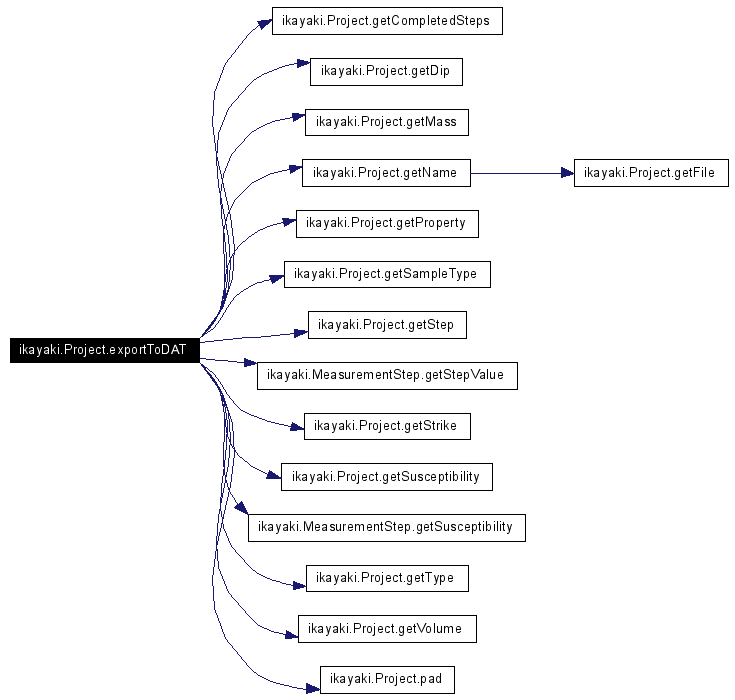 ikayaki.Project.getCompletedSteps
ikayaki.Project.getDip
ikayaki.Project.getMass
ikayaki.Project.getName
ikayaki.Project.getFile
ikayaki.Project.getProperty
ikayaki.Project.getSampleType
ikayaki.Project.getStep
ikayaki.Project.exportToDAT
ikayaki.MeasurementStep.getStepValue
ikayaki.Project.getStrike
ikayaki.Project.getSusceptibility
ikayaki.MeasurementStep.getSusceptibility
ikayaki.Project.getType
ikayaki.Project.getVolume
ikayaki.Project.pad